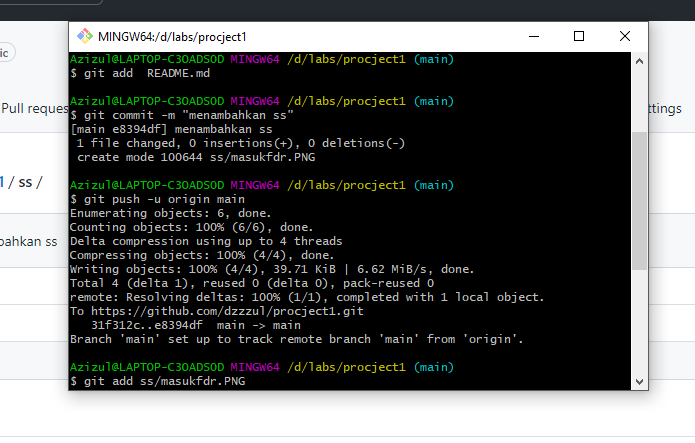 MINGW64:/d/labs/procject1
ic
Pull reque
ttings
1 / ss /
bahkan ss
Azizul@LAPTOP-C3OADSOD MINGW64 /d/labs/procject1 (main)
$ git add  README.md
Azizul@LAPTOP-C3OADSOD MINGW64 /d/labs/procject1 (main)
$ git commit -m "menambahkan ss"
[main e8394df] menambahkan ss
 1 file changed, 0 insertions(+), 0 deletions(-)
 create mode 100644 ss/masukfdr.PNG
Azizul@LAPTOP-C3OADSOD MINGW64 /d/labs/procject1 (main)
$ git push -u origin main
Enumerating objects: 6, done.
Counting objects: 100% (6/6), done.
Delta compression using up to 4 threads
Compressing objects: 100% (4/4), done.
Writing objects: 100% (4/4), 39.71 KiB | 6.62 MiB/s, done.
Total 4 (delta 1), reused 0 (delta 0), pack-reused 0
remote: Resolving deltas: 100% (1/1), completed with 1 local object.
To https://github.com/dzzzul/procject1.git
   31f312c..e8394df  main -> main
Branch 'main' set up to track remote branch 'main' from 'origin'.
Azizul@LAPTOP-C3OADSOD MINGW64 /d/labs/procject1 (main)
$ git add ss/masukfdr.PNG